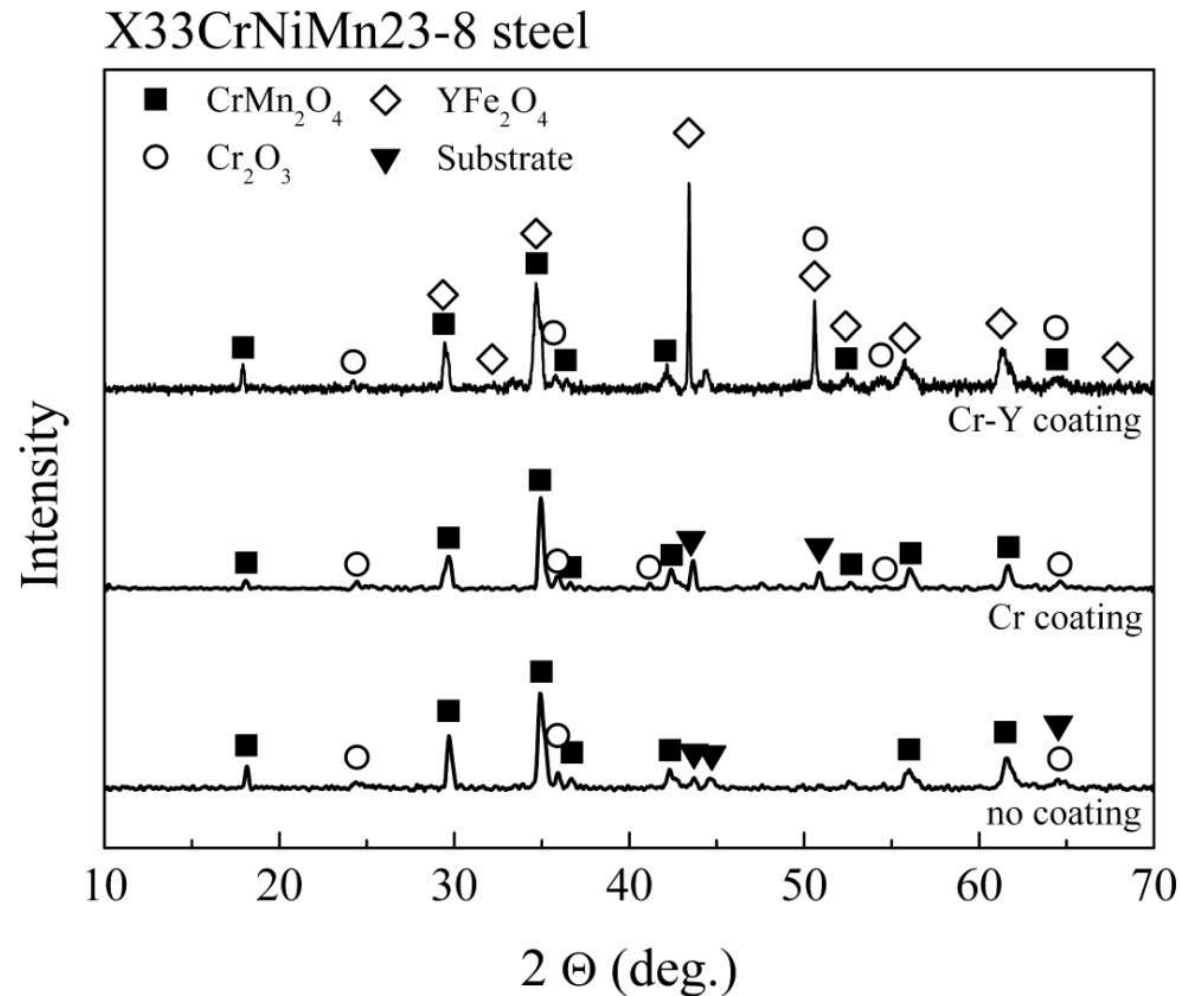 X33CrNiMn23-8 steel
■ CrMn₂O₄ ◇ YFe₂O₄
○ Cr₂O₃ ▼ Substrate
Cr-Y coating
Intensity
Cr coating
no coating
10 20 30 40 50 60 70
2 Θ (deg.)